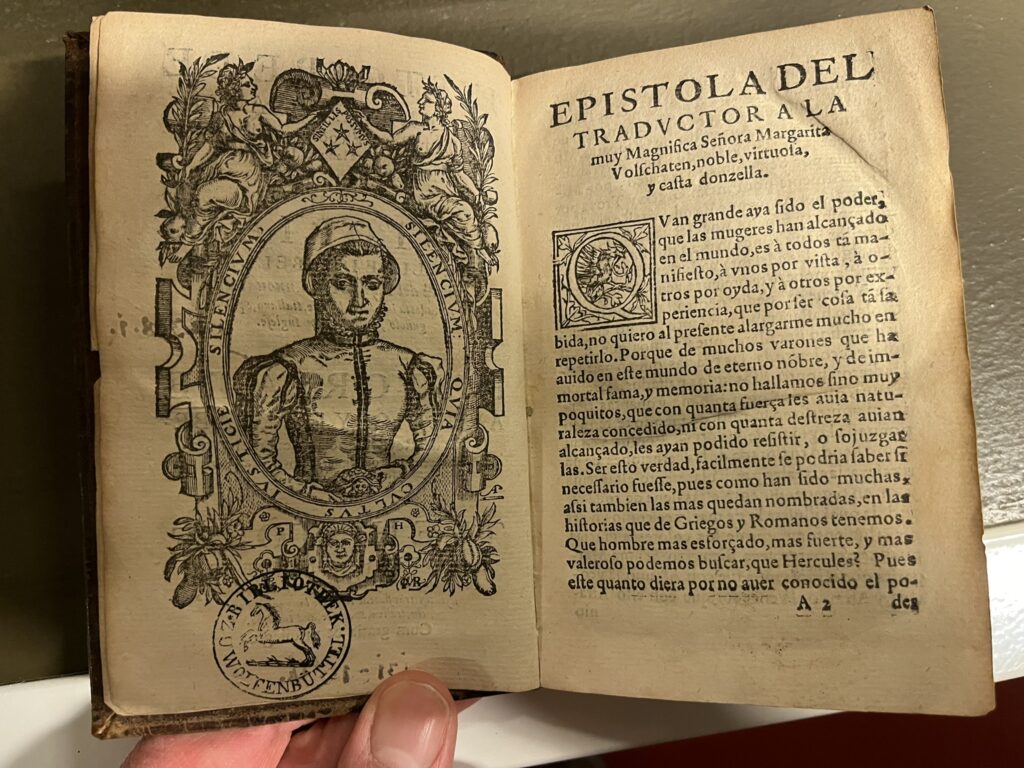 SILENCIVM: QVIA CVLTVS IVSTICIE SILENCIVM,
P H
BIBLIOTHEK
WOLFENBÜTTEL
EPISTOLA DEL
TRADVCTOR A LA
muy Magnifica Señora Margarita
Volſchaten, noble, virtuoſa,
y caſta donzella.
QVan grande aya ſido el poder,
que las mugeres han alcançado
en el mundo, es à todos tã ma-
nifieſto, à vnos por viſta, à o-
tros por oyda, y à otros por ex-
periencia, que por ſer coſa tã ſa-
bida, no quiero al preſente alargarme mucho en
repetirlo. Porque de muchos varones que ha
auido en eſte mundo de eterno nõbre, y de im-
mortal fama, y memoria: no hallamos ſino muy
poquitos, que con quanta fuerça les auia natu-
raleza concedido, ni con quanta deſtreza auian
alcançado, les ayan podido reſiſtir, o ſojuzgar
las. Ser eſto verdad, facilmente ſe podria ſaber ſi
neceſſario fueſſe, pues como han ſido muchas,
aſsi tambien las mas quedan nombradas, en las
hiſtorias que de Griegos y Romanos tenemos.
Que hombre mas esforçado, mas fuerte, y mas
valeroſo podemos buſcar, que Hercules? Pues
eſte quanto diera por no auer conocido el po-
A 2 der